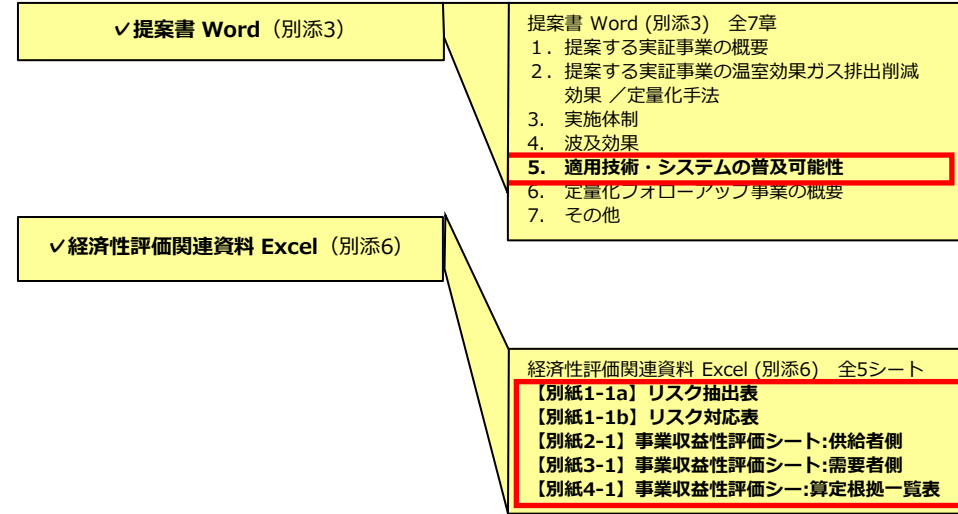 ✓提案書 Word（別添3）
提案書 Word (別添3)　全7章
１．提案する実証事業の概要
２．提案する実証事業の温室効果ガス排出削減
効果 ／定量化手法
3.　実施体制
4.　波及効果
5.　適用技術・システムの普及可能性
6.　定量化フォローアップ事業の概要
7.　その他
✓経済性評価関連資料 Excel（別添6）
経済性評価関連資料 Excel (別添6)　全5シート
【別紙1-1a】リスク抽出表
【別紙1-1b】リスク対応表
【別紙2-1】事業収益性評価シート:供給者側
【別紙3-1】事業収益性評価シート:需要者側
【別紙4-1】事業収益性評価シー:算定根拠一覧表